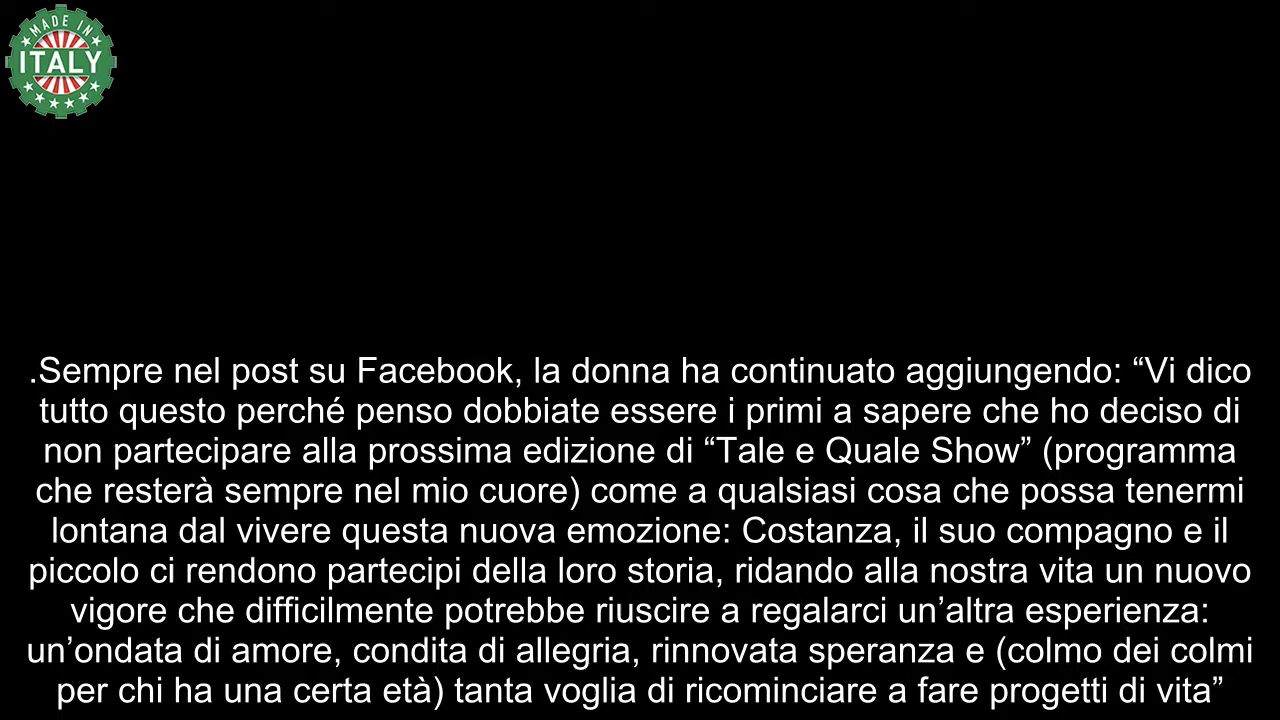 MADE IN
ITALY
.Sempre nel post su Facebook, la donna ha continuato aggiungendo: “Vi dico
tutto questo perché penso dobbiate essere i primi a sapere che ho deciso di
non partecipare alla prossima edizione di “Tale e Quale Show” (programma
che resterà sempre nel mio cuore) come a qualsiasi cosa che possa tenermi
lontana dal vivere questa nuova emozione: Costanza, il suo compagno e il
piccolo ci rendono partecipi della loro storia, ridando alla nostra vita un nuovo
vigore che difficilmente potrebbe riuscire a regalarci un’altra esperienza:
un’ondata di amore, condita di allegria, rinnovata speranza e (colmo dei colmi
per chi ha una certa età) tanta voglia di ricominciare a fare progetti di vita”